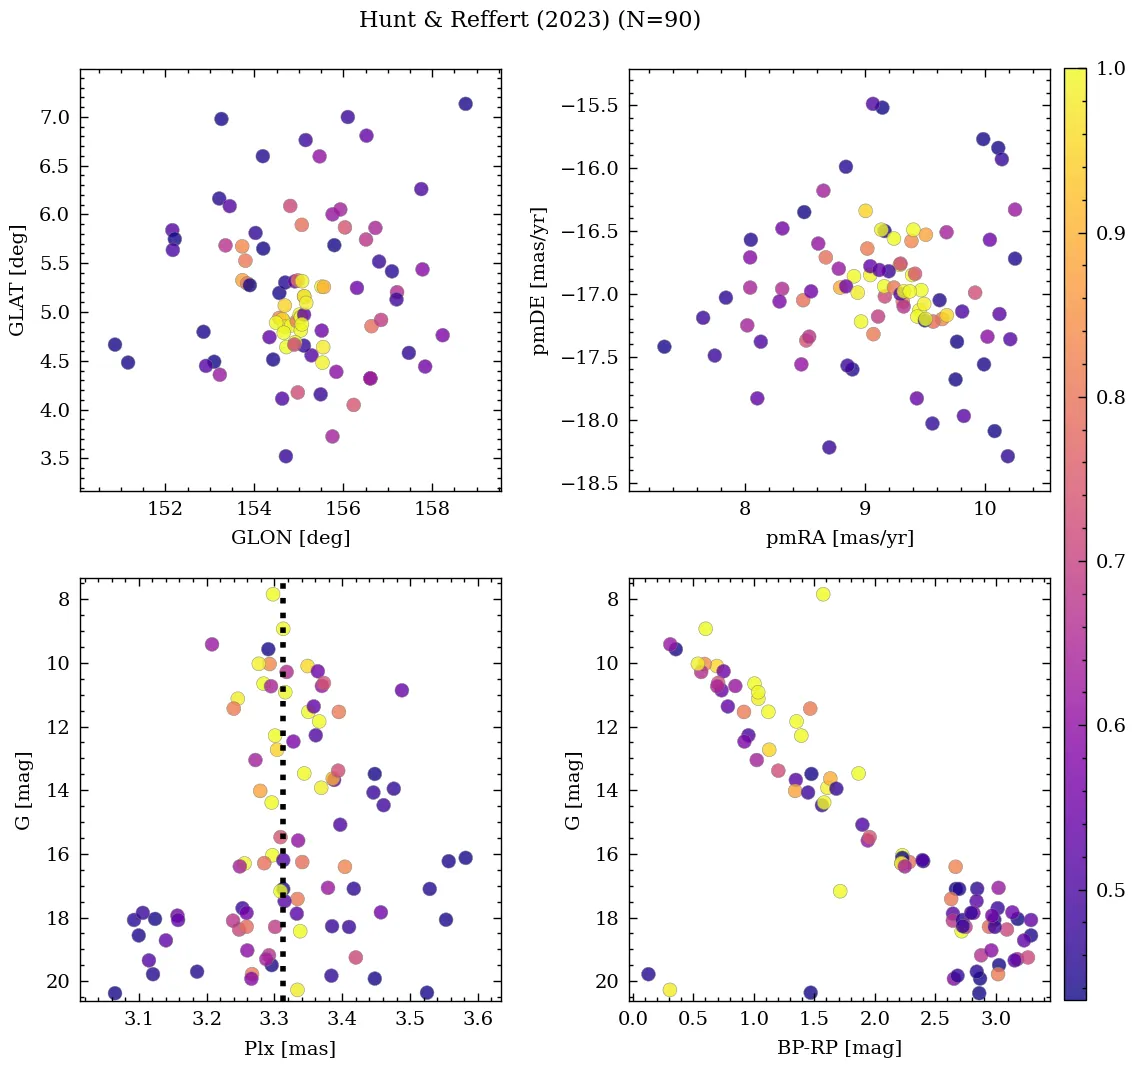 Hunt & Reffert (2023) (N=90)
7.0
6.5
6.0
5.5
5.0
4.5
4.0
3.5
GLAT [deg]
152 154 156 158
GLON [deg]
−15.5
−16.0
−16.5
−17.0
−17.5
−18.0
−18.5
pmDE [mas/yr]
8 9 10
pmRA [mas/yr]
8
10
12
14
16
18
20
G [mag]
3.1 3.2 3.3 3.4 3.5 3.6
Plx [mas]
8
10
12
14
16
18
20
G [mag]
0.0 0.5 1.0 1.5 2.0 2.5 3.0
BP-RP [mag]
1.0
0.9
0.8
0.7
0.6
0.5